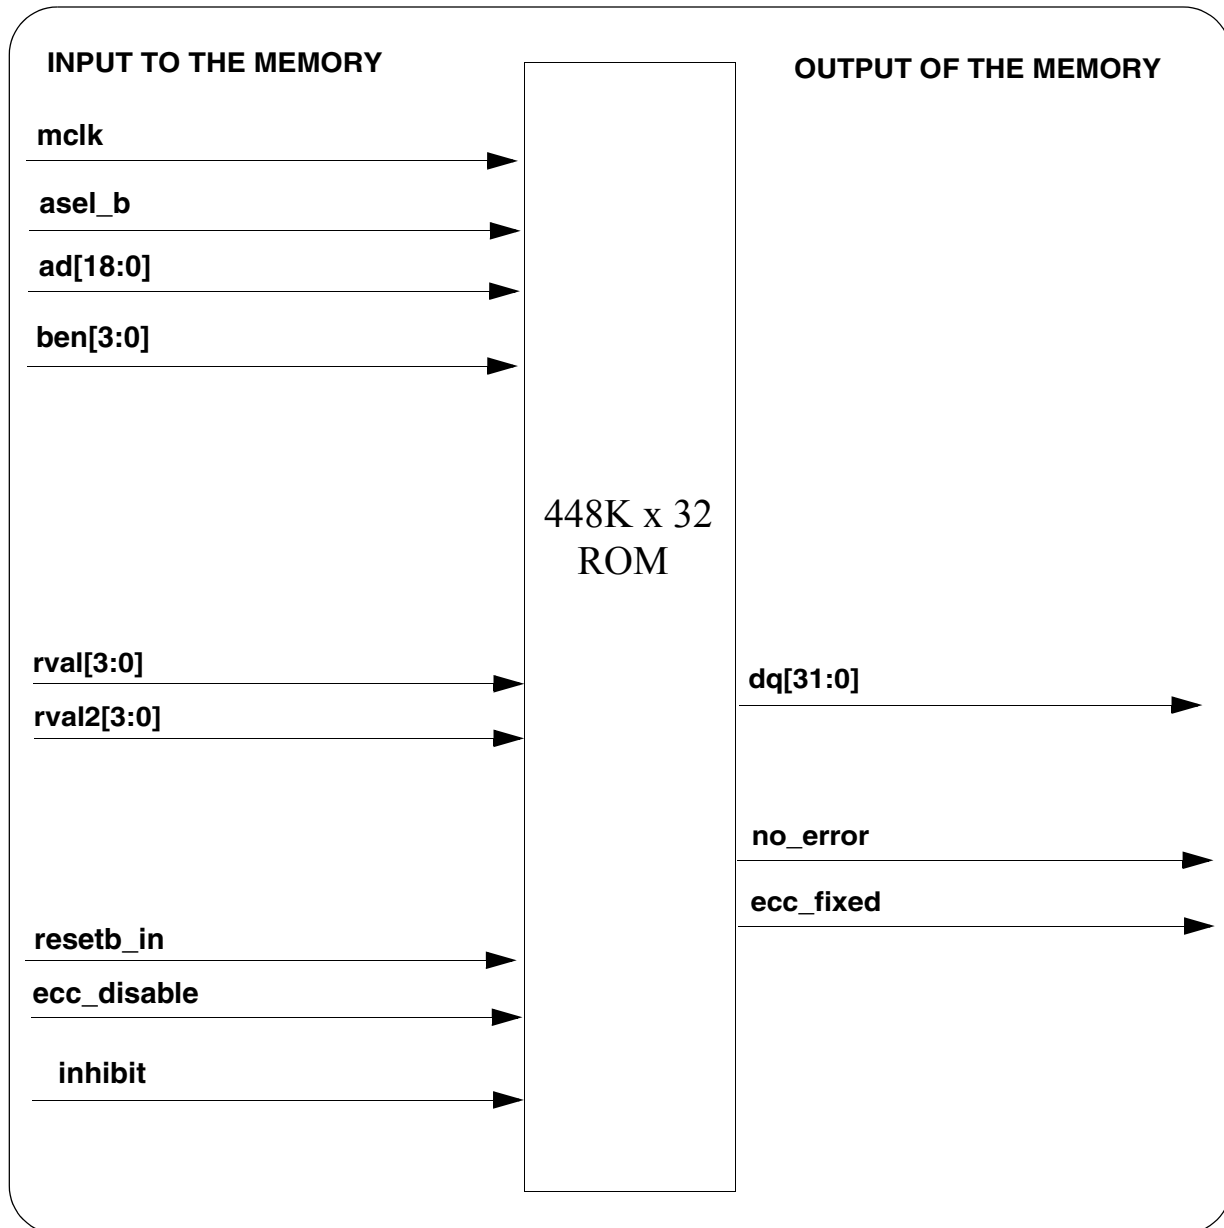 INPUT TO THE MEMORY
OUTPUT OF THE MEMORY
mclk
asel_b
ad[18:0]
ben[3:0]
448K x 32
ROM
rval[3:0]
rval2[3:0]
dq[31:0]
no_error
ecc_fixed
resetb_in
ecc_disable
inhibit